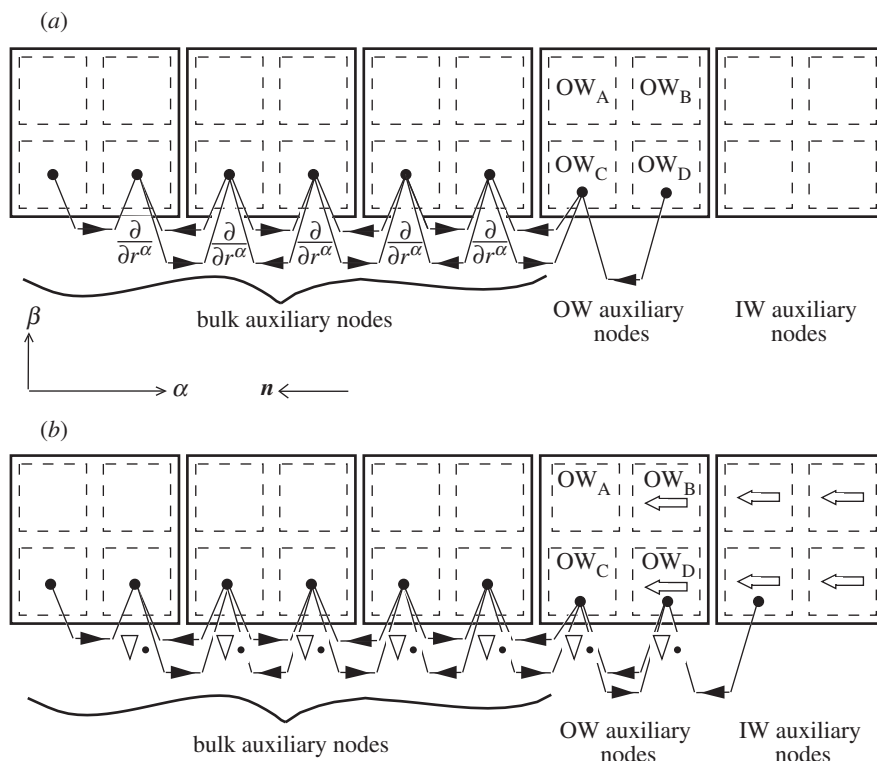 (a)
OW_A OW_B
OW_C OW_D
∂/∂r^α ∂/∂r^α ∂/∂r^α ∂/∂r^α ∂/∂r^α
bulk auxiliary nodes
OW auxiliary
nodes
IW auxiliary
nodes
β
α
n
(b)
OW_A OW_B
OW_C OW_D
∇• ∇• ∇• ∇• ∇• ∇• ∇•
bulk auxiliary nodes
OW auxiliary
nodes
IW auxiliary
nodes